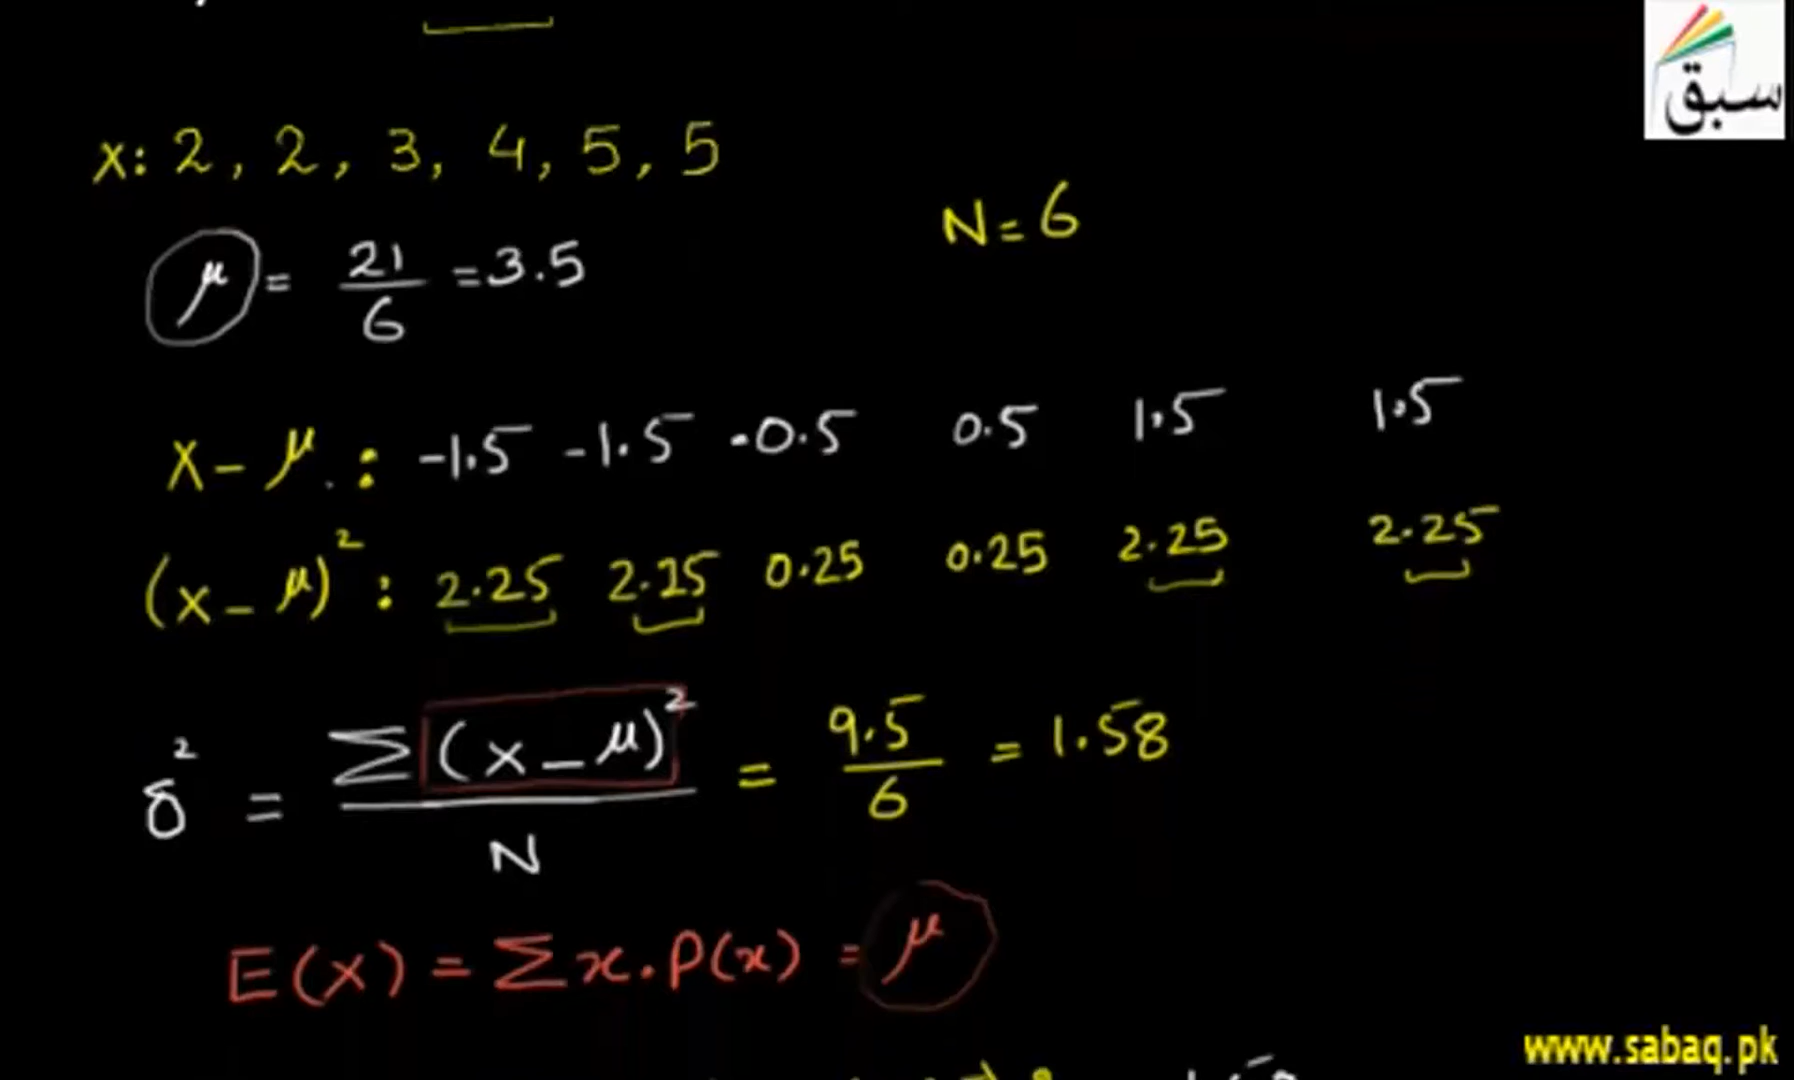 سبق
x: 2, 2, 3, 4, 5, 5
N = 6
μ = 21/6 = 3.5
X - μ : -1.5 -1.5 -0.5 0.5 1.5 1.5
(x - μ)² : 2.25 2.25 0.25 0.25 2.25 2.25
δ² = Σ(x - μ)² / N = 9.5/6 = 1.58
E(X) = Σx.P(x) = μ
www.sabaq.pk